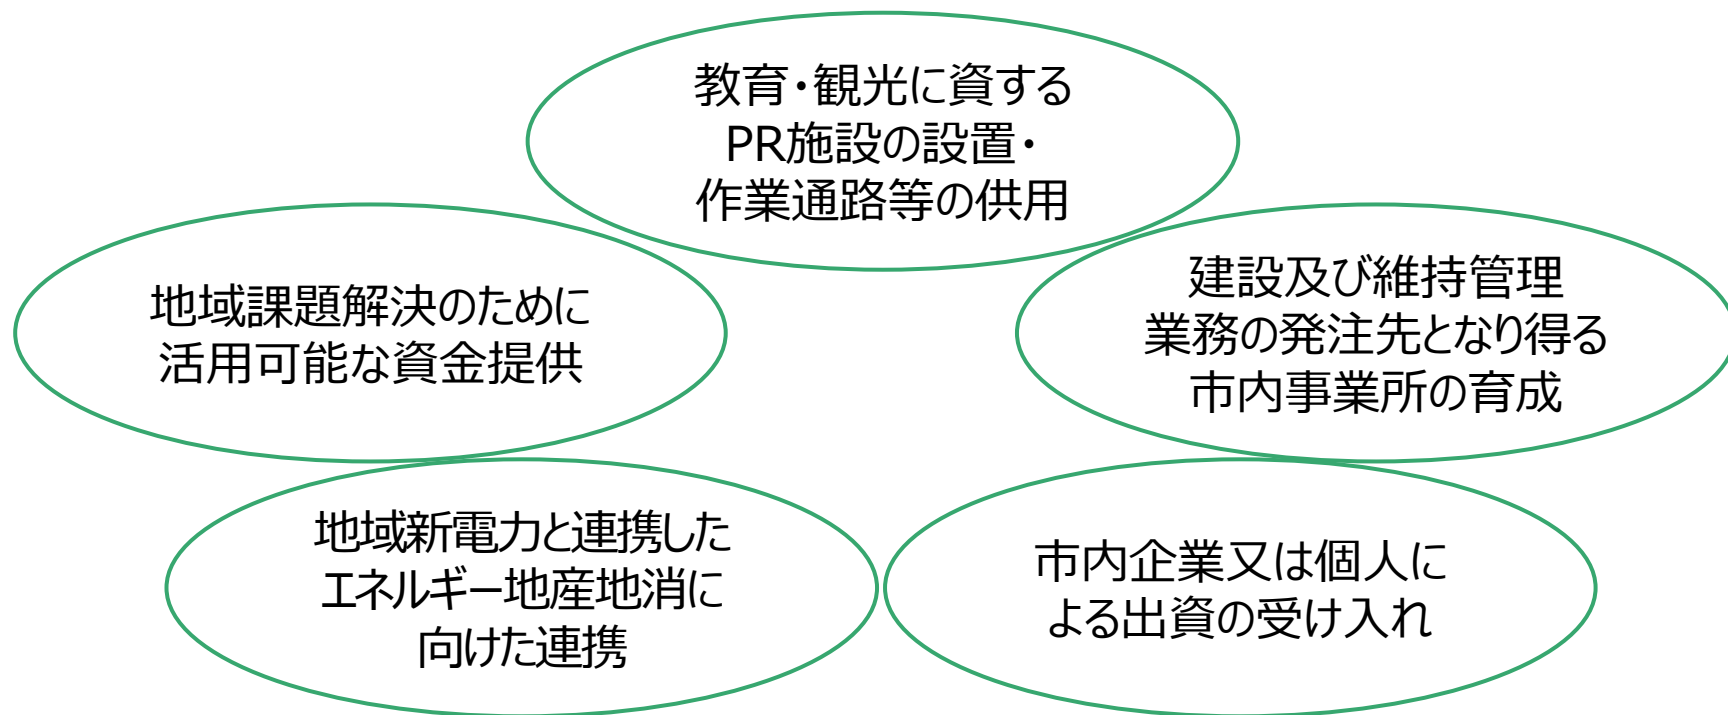 教育・観光に資する
PR施設の設置・
作業通路等の供用
地域課題解決のために
活用可能な資金提供
建設及び維持管理
業務の発注先となり得る
市内事業所の育成
地域新電力と連携した
エネルギー地産地消に
向けた連携
市内企業又は個人に
よる出資の受け入れ